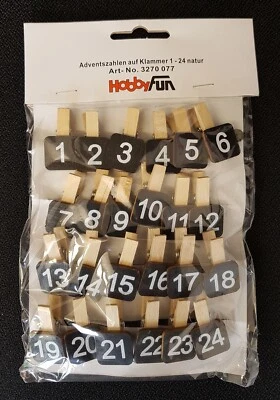 Adventszahlen auf Klammer 1 - 24 natur
Art- No. 3270 077
Hobbyfun
1 2 3 4 5 6
7 8 9 10 11 12
13 14 15 16 17 18
19 20 21 22 23 24